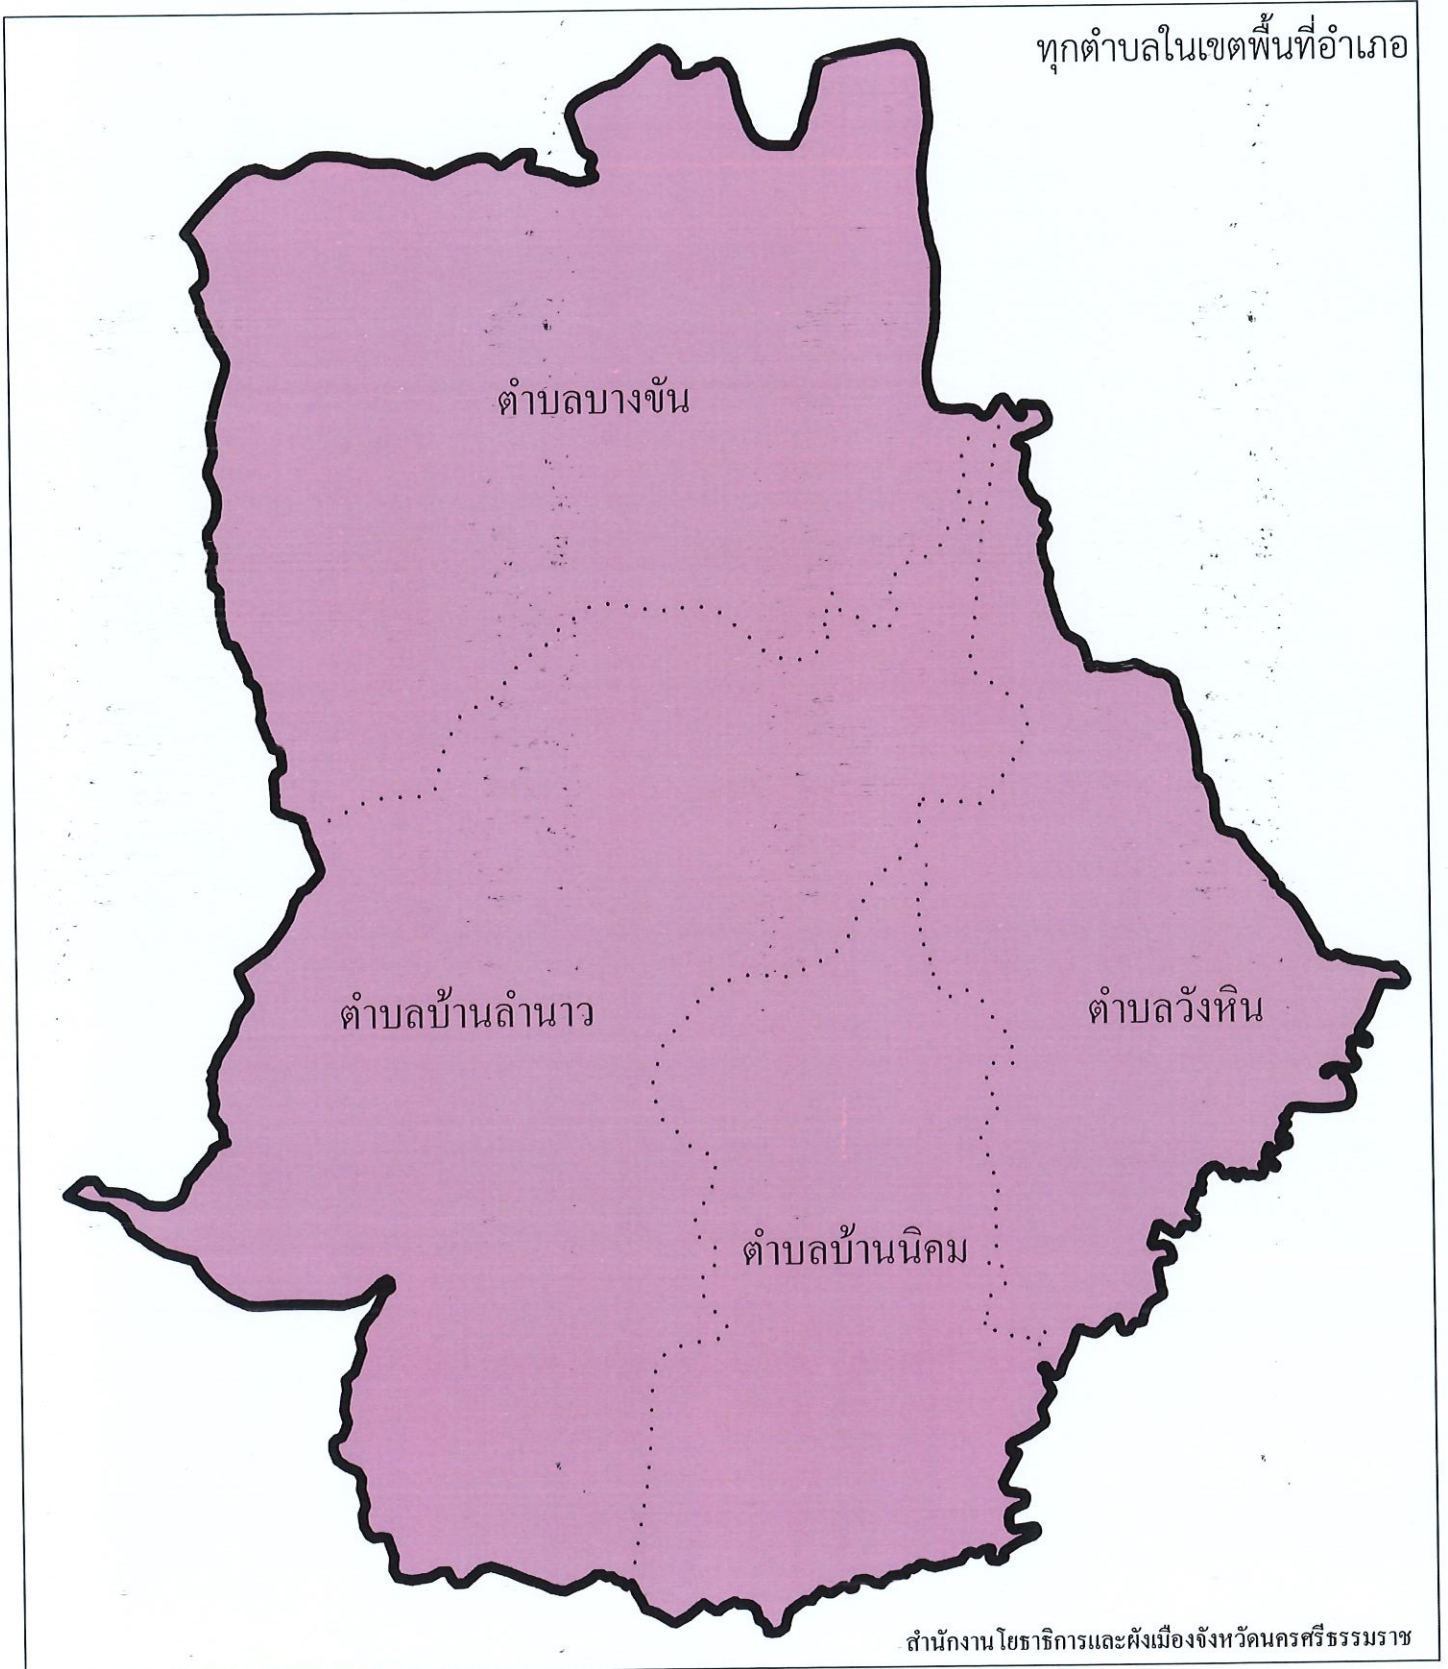 ทุกตำบลในเขตพื้นที่อำเภอ
ตำบลบางขัน
ตำบลบ้านลำนาว
ตำบลวังหิน
ตำบลบ้านนิคม
สำนักงานโยธาธิการและผังเมืองจังหวัดนครศรีธรรมราช